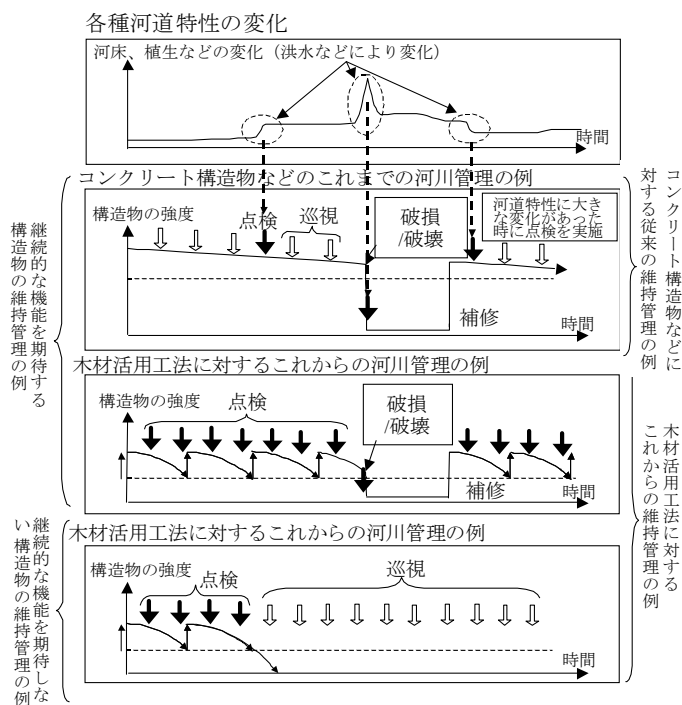 各種河道特性の変化
河床、植生などの変化（洪水などにより変化）
時間
コンクリート構造物などのこれまでの河川管理の例
構造物の強度
点検
巡視
破損
/破壊
河道特性に大き
な変化があった
時に点検を実施
補修
時間
木材活用工法に対するこれからの河川管理の例
構造物の強度
点検
破損
/破壊
補修
時間
木材活用工法に対するこれからの河川管理の例
構造物の強度
点検
巡視
時間
継続的な機能を期待する
構造物の維持管理の例
継続的な機能を期待しな
い構造物の維持管理の例
コンクリート構造物などに
対する従来の維持管理の例
木材活用工法に対する
これからの維持管理の例